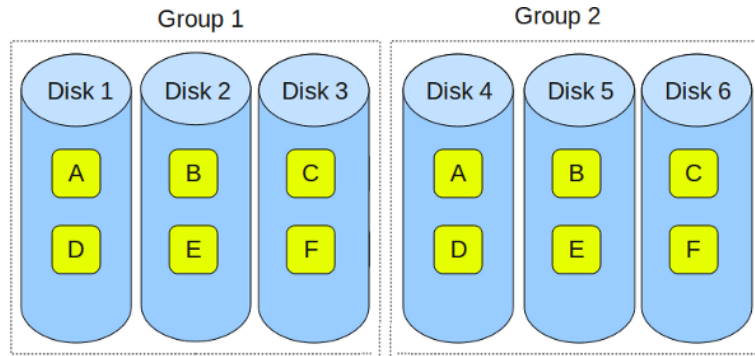 Group 1 Group 2
Disk 1 Disk 2 Disk 3 Disk 4 Disk 5 Disk 6
A B C A B C
D E F D E F